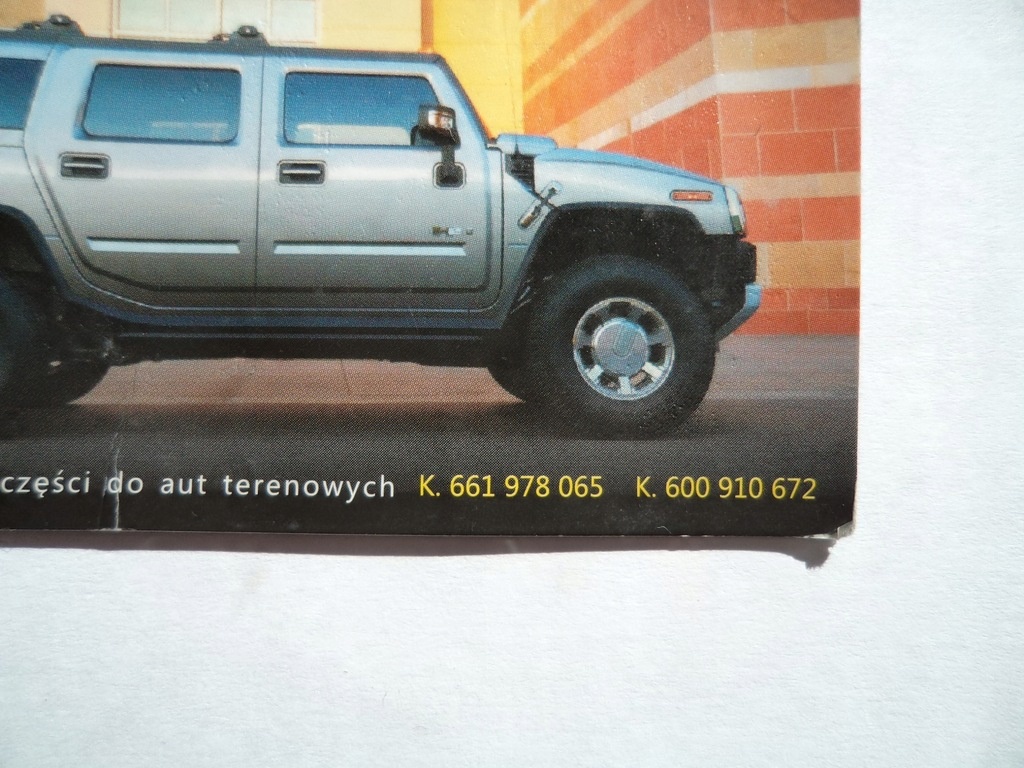 części do aut terenowych K. 661 978 065 K. 600 910 672